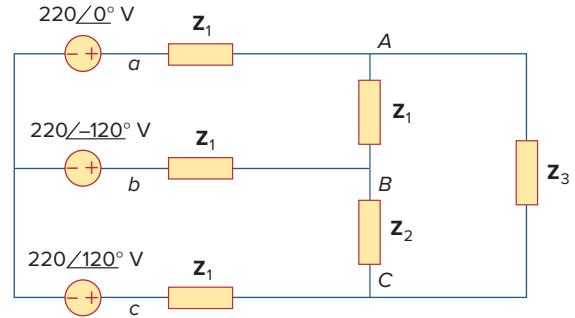 220/0° V
Z₁
A
− +
a
Z₁
220/–120° V
Z₁
Z₃
− +
b
B
Z₂
220/120° V
Z₁
C
− +
c